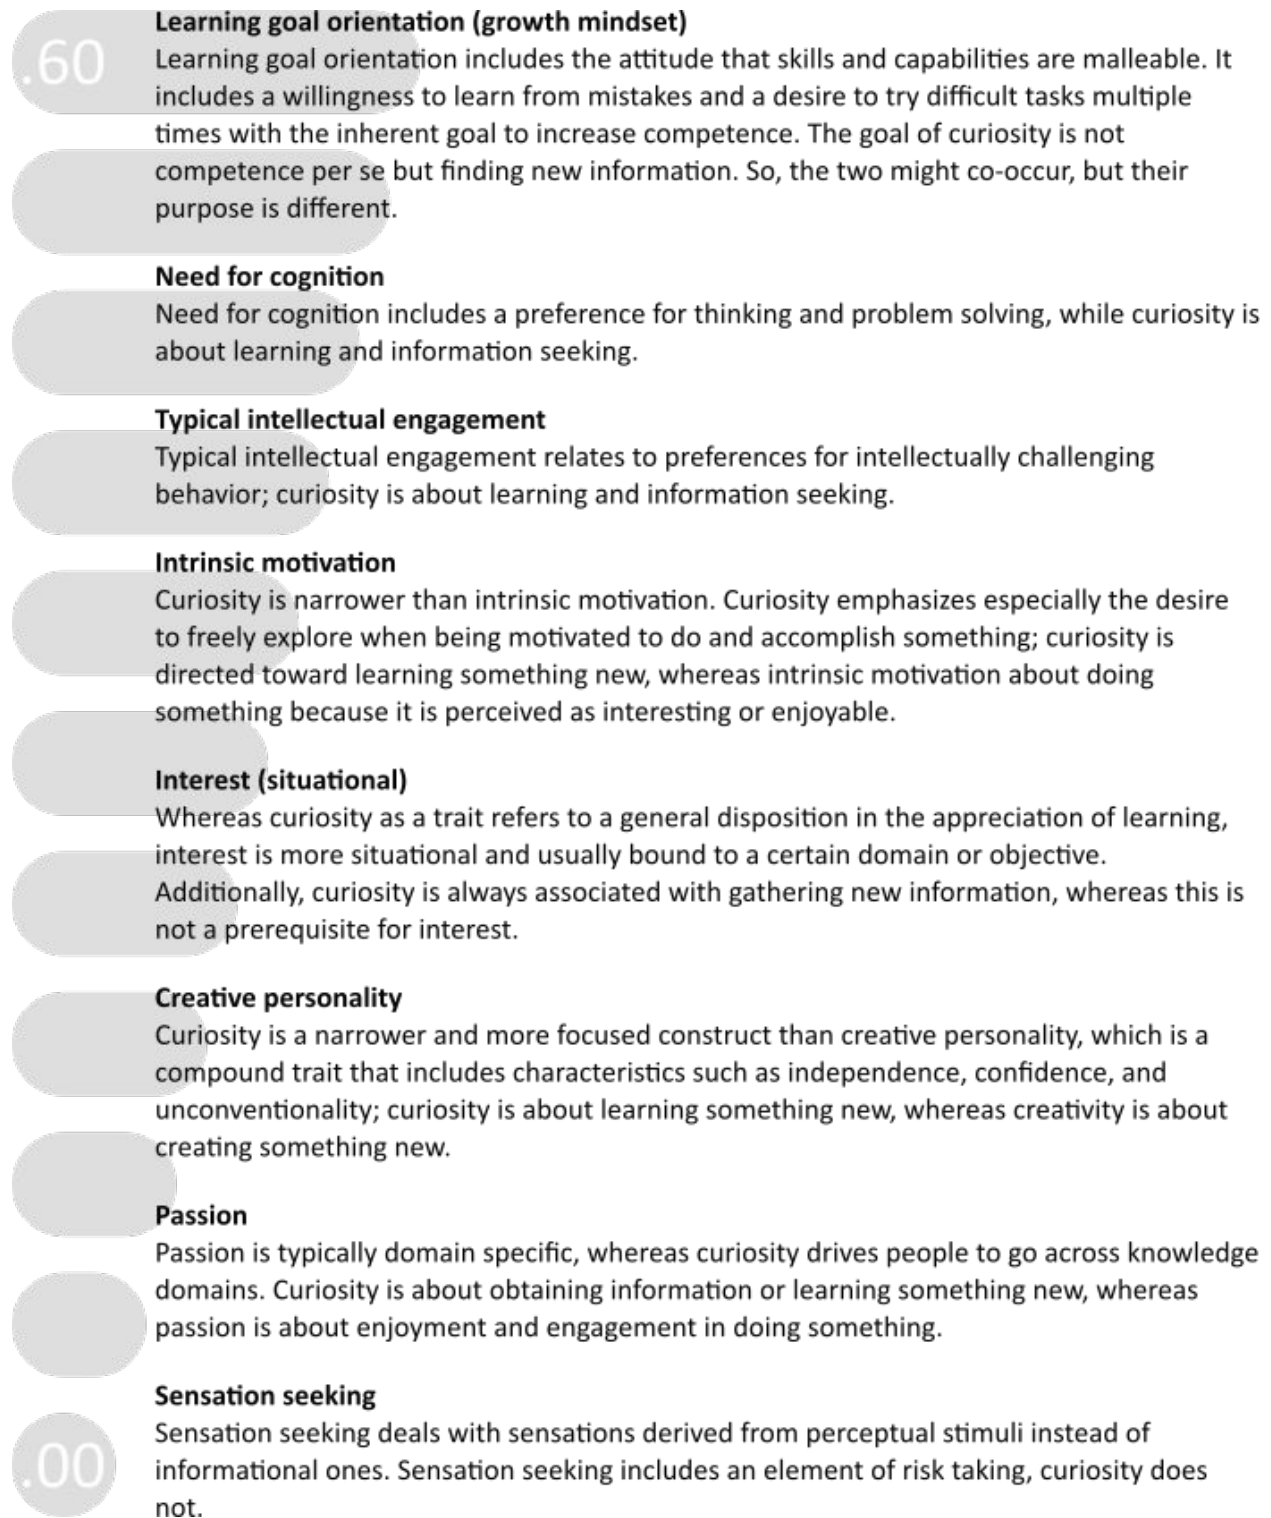 Learning goal orientation (growth mindset)
.60
Learning goal orientation includes the attitude that skills and capabilities are malleable. It
includes a willingness to learn from mistakes and a desire to try difficult tasks multiple
times with the inherent goal to increase competence. The goal of curiosity is not
competence per se but finding new information. So, the two might co-occur, but their
purpose is different.
Need for cognition
Need for cognition includes a preference for thinking and problem solving, while curiosity is
about learning and information seeking.
Typical intellectual engagement
Typical intellectual engagement relates to preferences for intellectually challenging
behavior; curiosity is about learning and information seeking.
Intrinsic motivation
Curiosity is narrower than intrinsic motivation. Curiosity emphasizes especially the desire
to freely explore when being motivated to do and accomplish something; curiosity is
directed toward learning something new, whereas intrinsic motivation about doing
something because it is perceived as interesting or enjoyable.
Interest (situational)
Whereas curiosity as a trait refers to a general disposition in the appreciation of learning,
interest is more situational and usually bound to a certain domain or objective.
Additionally, curiosity is always associated with gathering new information, whereas this is
not a prerequisite for interest.
Creative personality
Curiosity is a narrower and more focused construct than creative personality, which is a
compound trait that includes characteristics such as independence, confidence, and
unconventionality; curiosity is about learning something new, whereas creativity is about
creating something new.
Passion
Passion is typically domain specific, whereas curiosity drives people to go across knowledge
domains. Curiosity is about obtaining information or learning something new, whereas
passion is about enjoyment and engagement in doing something.
Sensation seeking
Sensation seeking deals with sensations derived from perceptual stimuli instead of
.00
informational ones. Sensation seeking includes an element of risk taking, curiosity does
not.